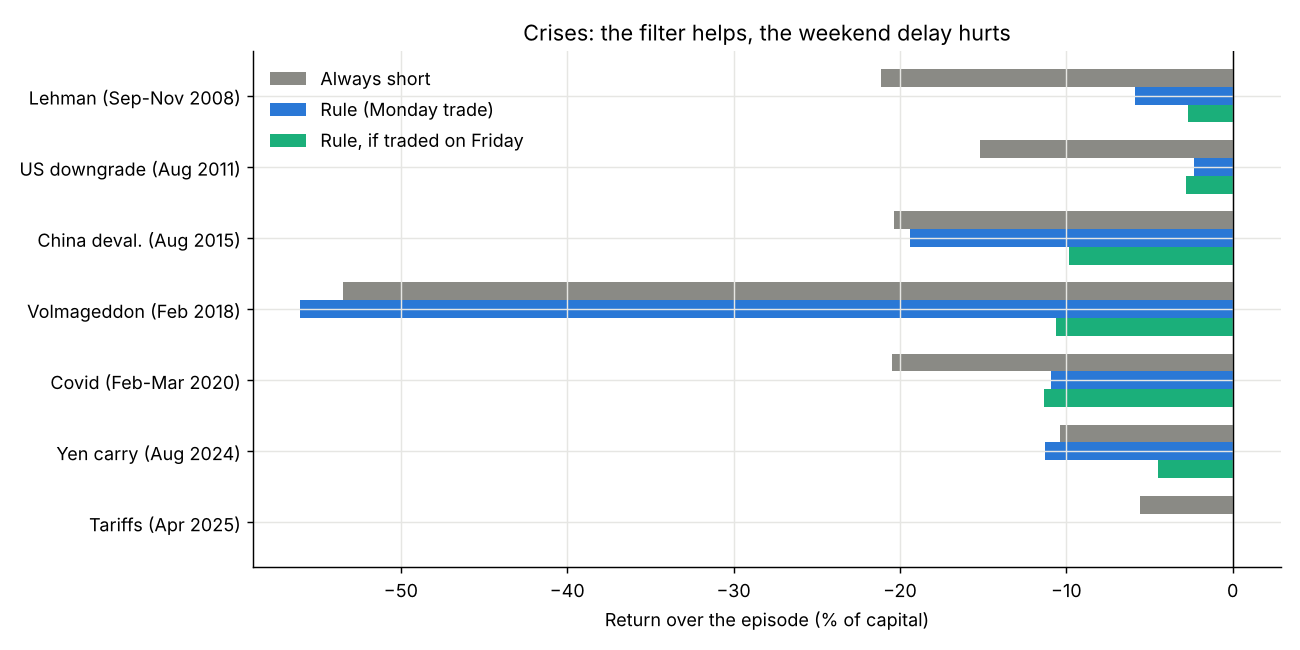 Crises: the filter helps, the weekend delay hurts
Always short
Rule (Monday trade)
Rule, if traded on Friday
Lehman (Sep-Nov 2008)
US downgrade (Aug 2011)
China deval. (Aug 2015)
Volmageddon (Feb 2018)
Covid (Feb-Mar 2020)
Yen carry (Aug 2024)
Tariffs (Apr 2025)
−50 −40 −30 −20 −10 0
Return over the episode (% of capital)